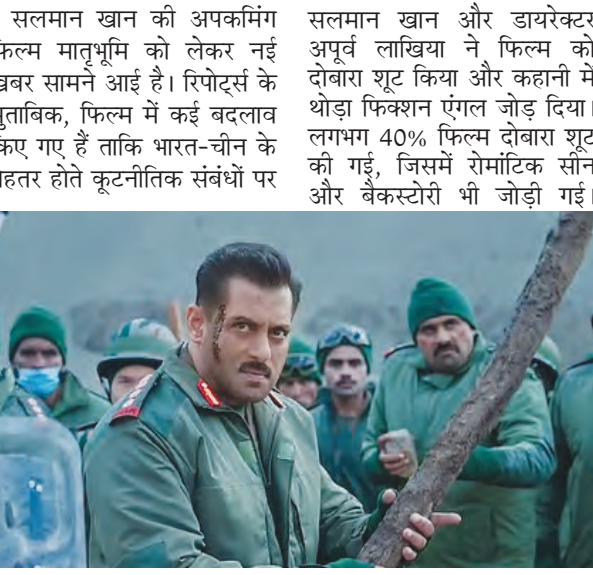 सलमान खान की अपकमिंग
फिल्म मातृभूमि को लेकर नई
खबर सामने आई है। रिपोर्ट्स के
मुताबिक, फिल्म में कई बदलाव
किए गए हैं ताकि भारत-चीन के
बेहतर होते कूटनीतिक संबंधों पर
सलमान खान और डायरेक्टर
अपूर्व लाखिया ने फिल्म को
दोबारा शूट किया और कहानी में
थोड़ा फिक्शन एंगल जोड़ दिया।
लगभग 40% फिल्म दोबारा शूट
की गई, जिसमें रोमांटिक सीन
और बैकस्टोरी भी जोड़ी गई।